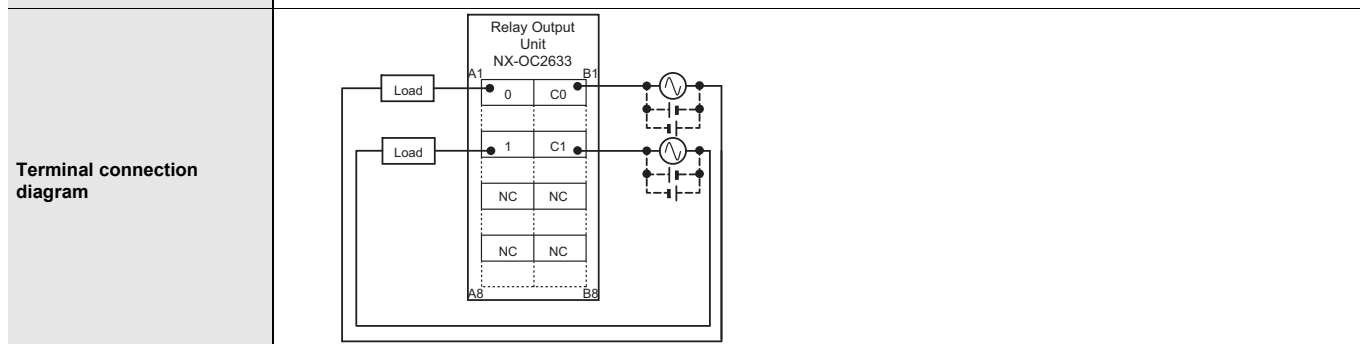 Terminal connection
diagram
Relay Output
Unit
NX-OC2633
A1 B1
Load 0 C0
Load 1 C1
NC NC
NC NC
A8 B8